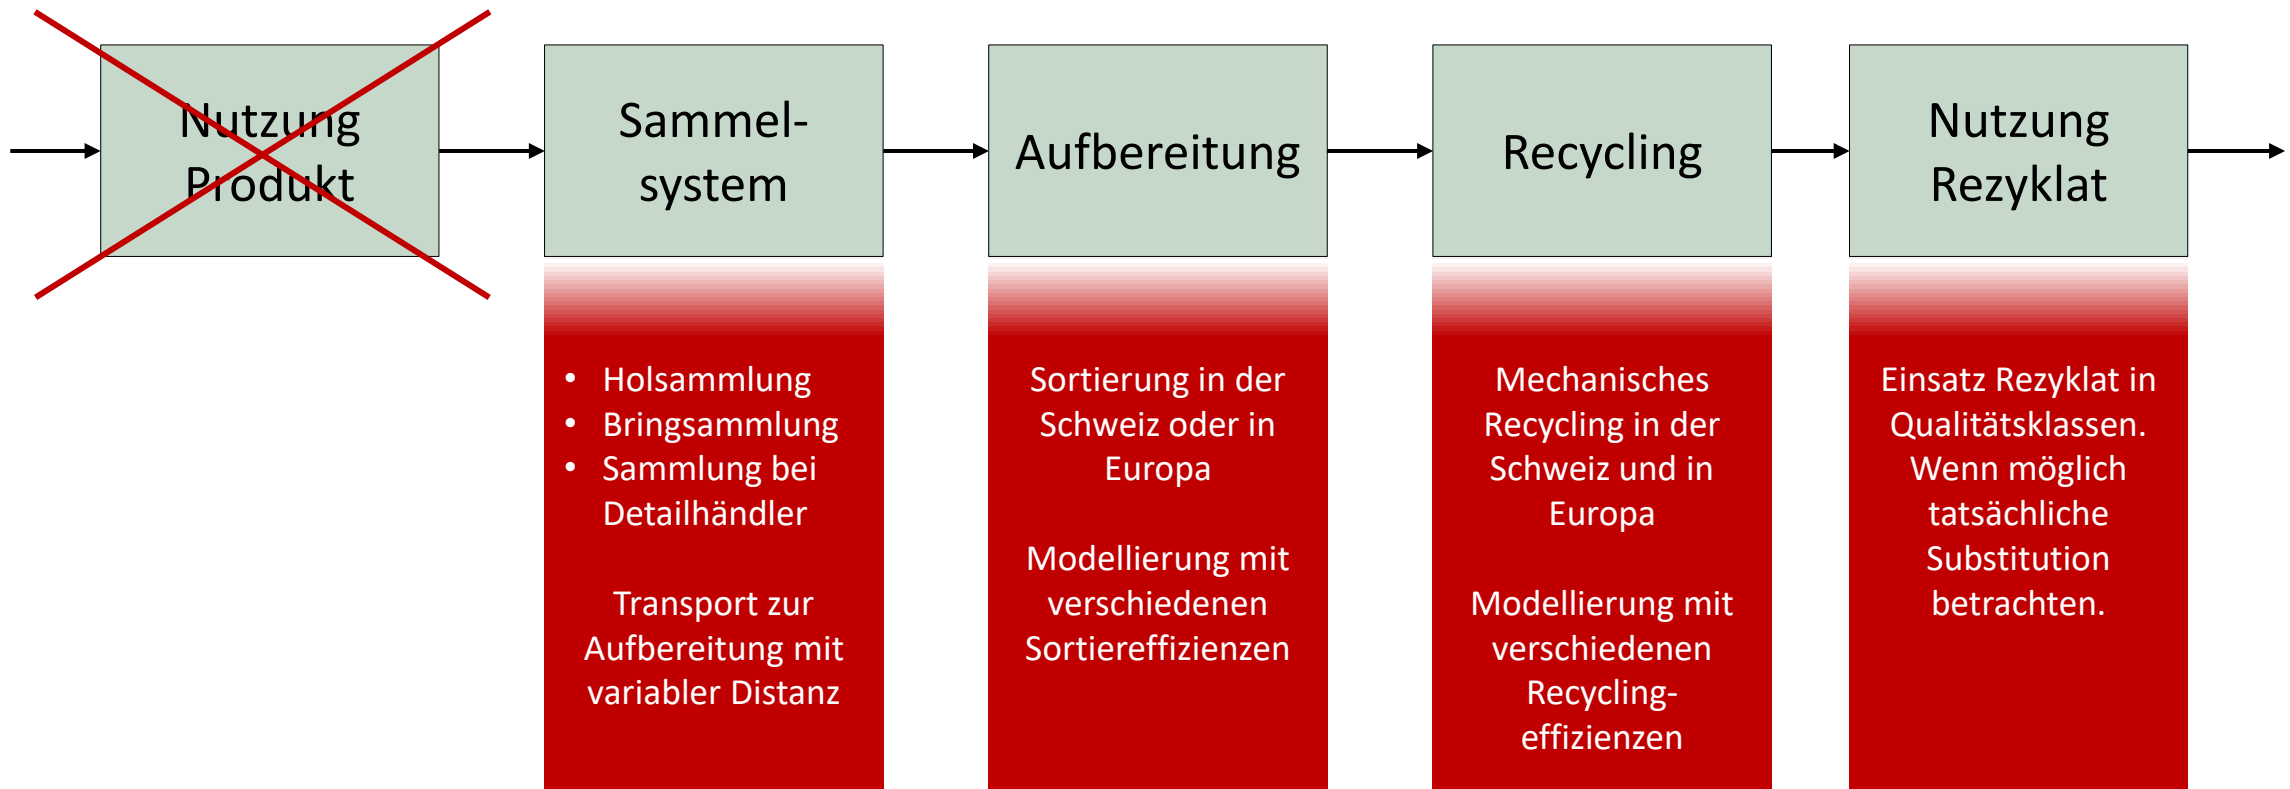 Nutzung
Produkt
Sammel-
system
Aufbereitung
Recycling
Nutzung
Rezyklat
• Holsammlung
• Bringsammlung
• Sammlung bei
Detailhändler
Transport zur
Aufbereitung mit
variabler Distanz
Sortierung in der
Schweiz oder in
Europa
Modellierung mit
verschiedenen
Sortiereffizienzen
Mechanisches
Recycling in der
Schweiz und in
Europa
Modellierung mit
verschiedenen
Recycling-
effizienzen
Einsatz Rezyklat in
Qualitätsklassen.
Wenn möglich
tatsächliche
Substitution
betrachten.